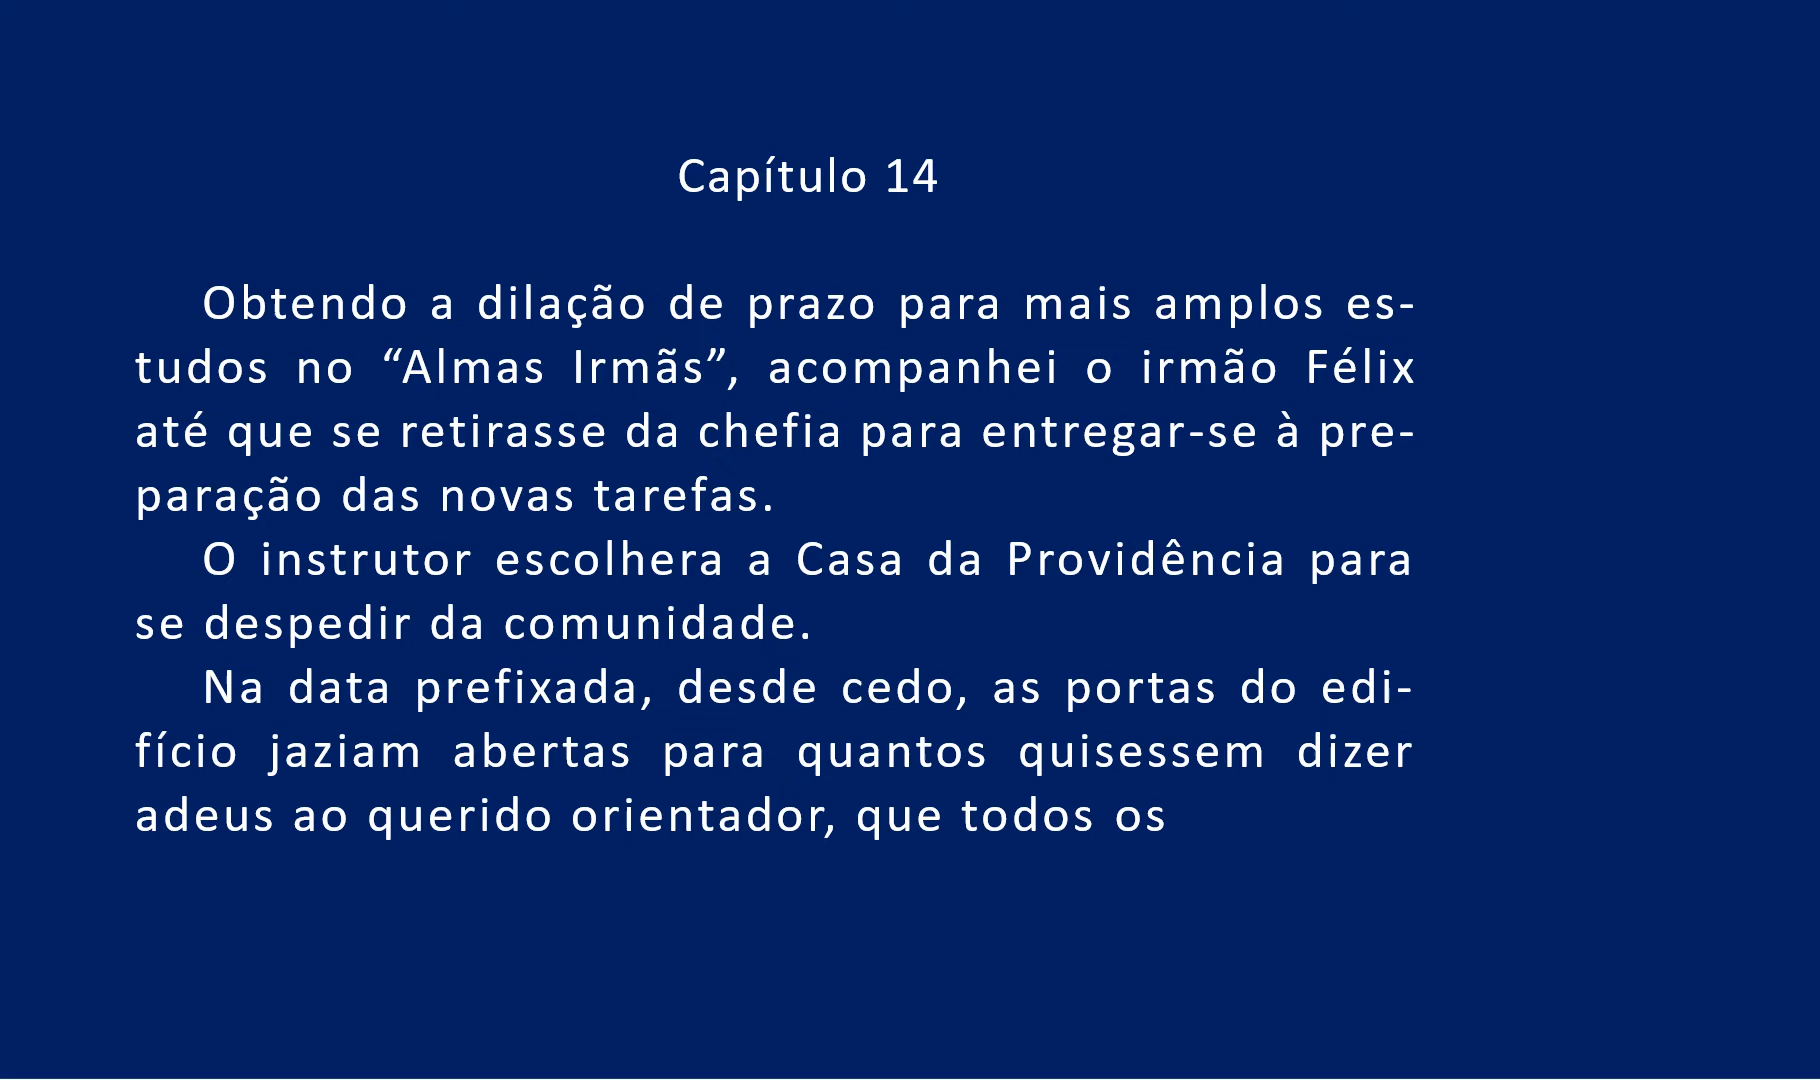 Capítulo 14
Obtendo a dilação de prazo para mais amplos es-
tudos no “Almas Irmãs”, acompanhei o irmão Félix
até que se retirasse da chefia para entregar-se à pre-
paração das novas tarefas.
O instrutor escolhera a Casa da Providência para
se despedir da comunidade.
Na data prefixada, desde cedo, as portas do edi-
fício jaziam abertas para quantos quisessem dizer
adeus ao querido orientador, que todos os